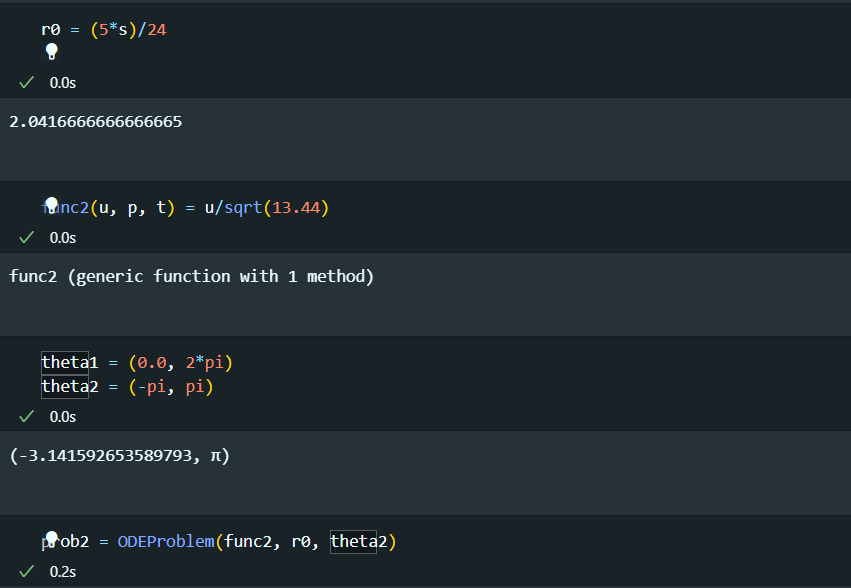 r0 = (5*s)/24
0.0s
2.0416666666666665
func2(u, p, t) = u/sqrt(13.44)
0.0s
func2 (generic function with 1 method)
theta1 = (0.0, 2*pi)
theta2 = (-pi, pi)
0.0s
(-3.141592653589793, π)
prob2 = ODEProblem(func2, r0, theta2)
0.2s